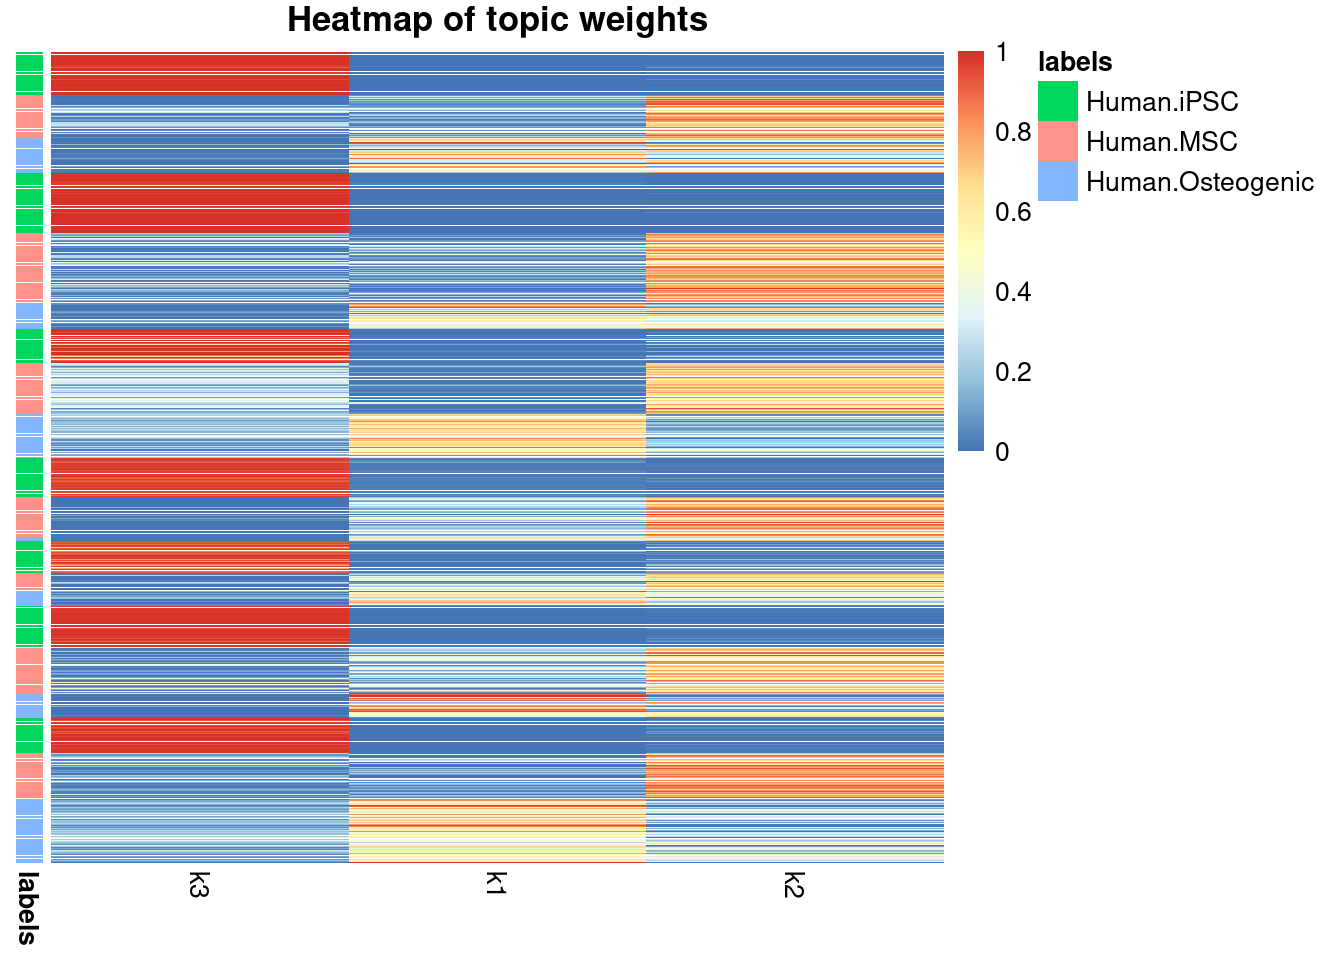 Heatmap of topic weights
1
0.8
0.6
0.4
0.2
0
labels
Human.iPSC
Human.MSC
Human.Osteogenic
labels
k3
k1
k2